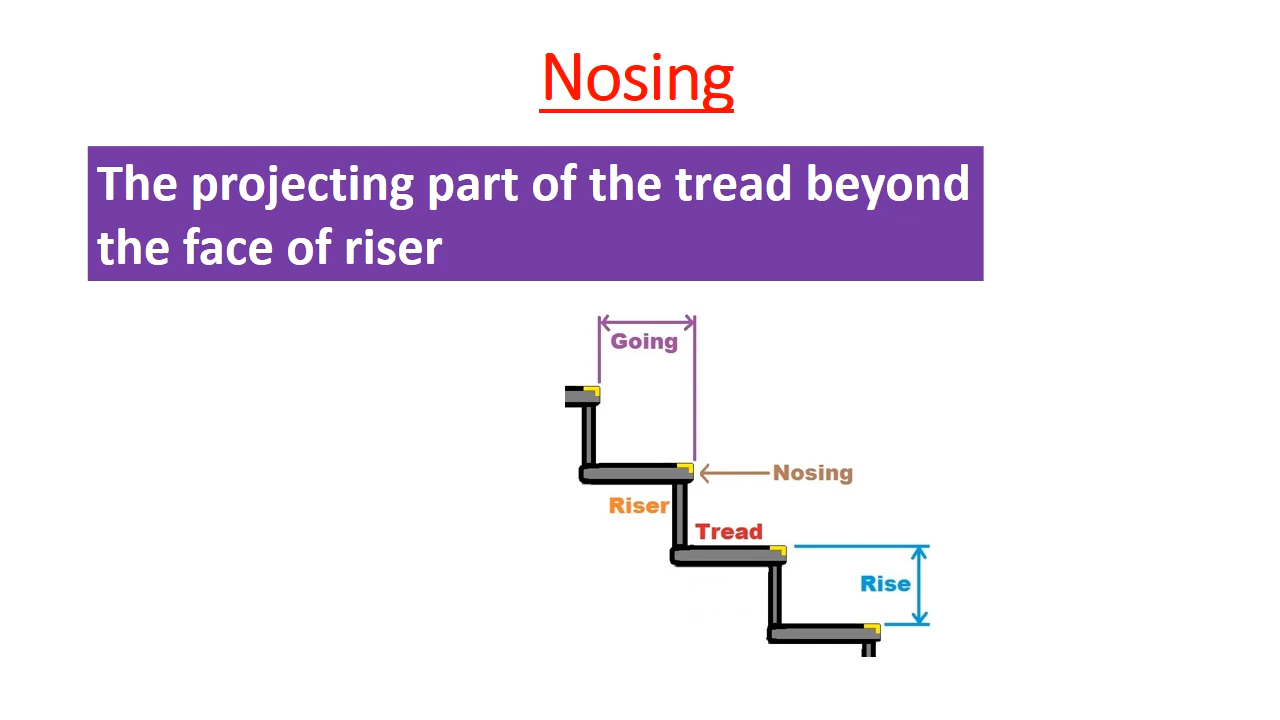 Nosing
The projecting part of the tread beyond
the face of riser
Going
Nosing
Riser
Tread
Rise